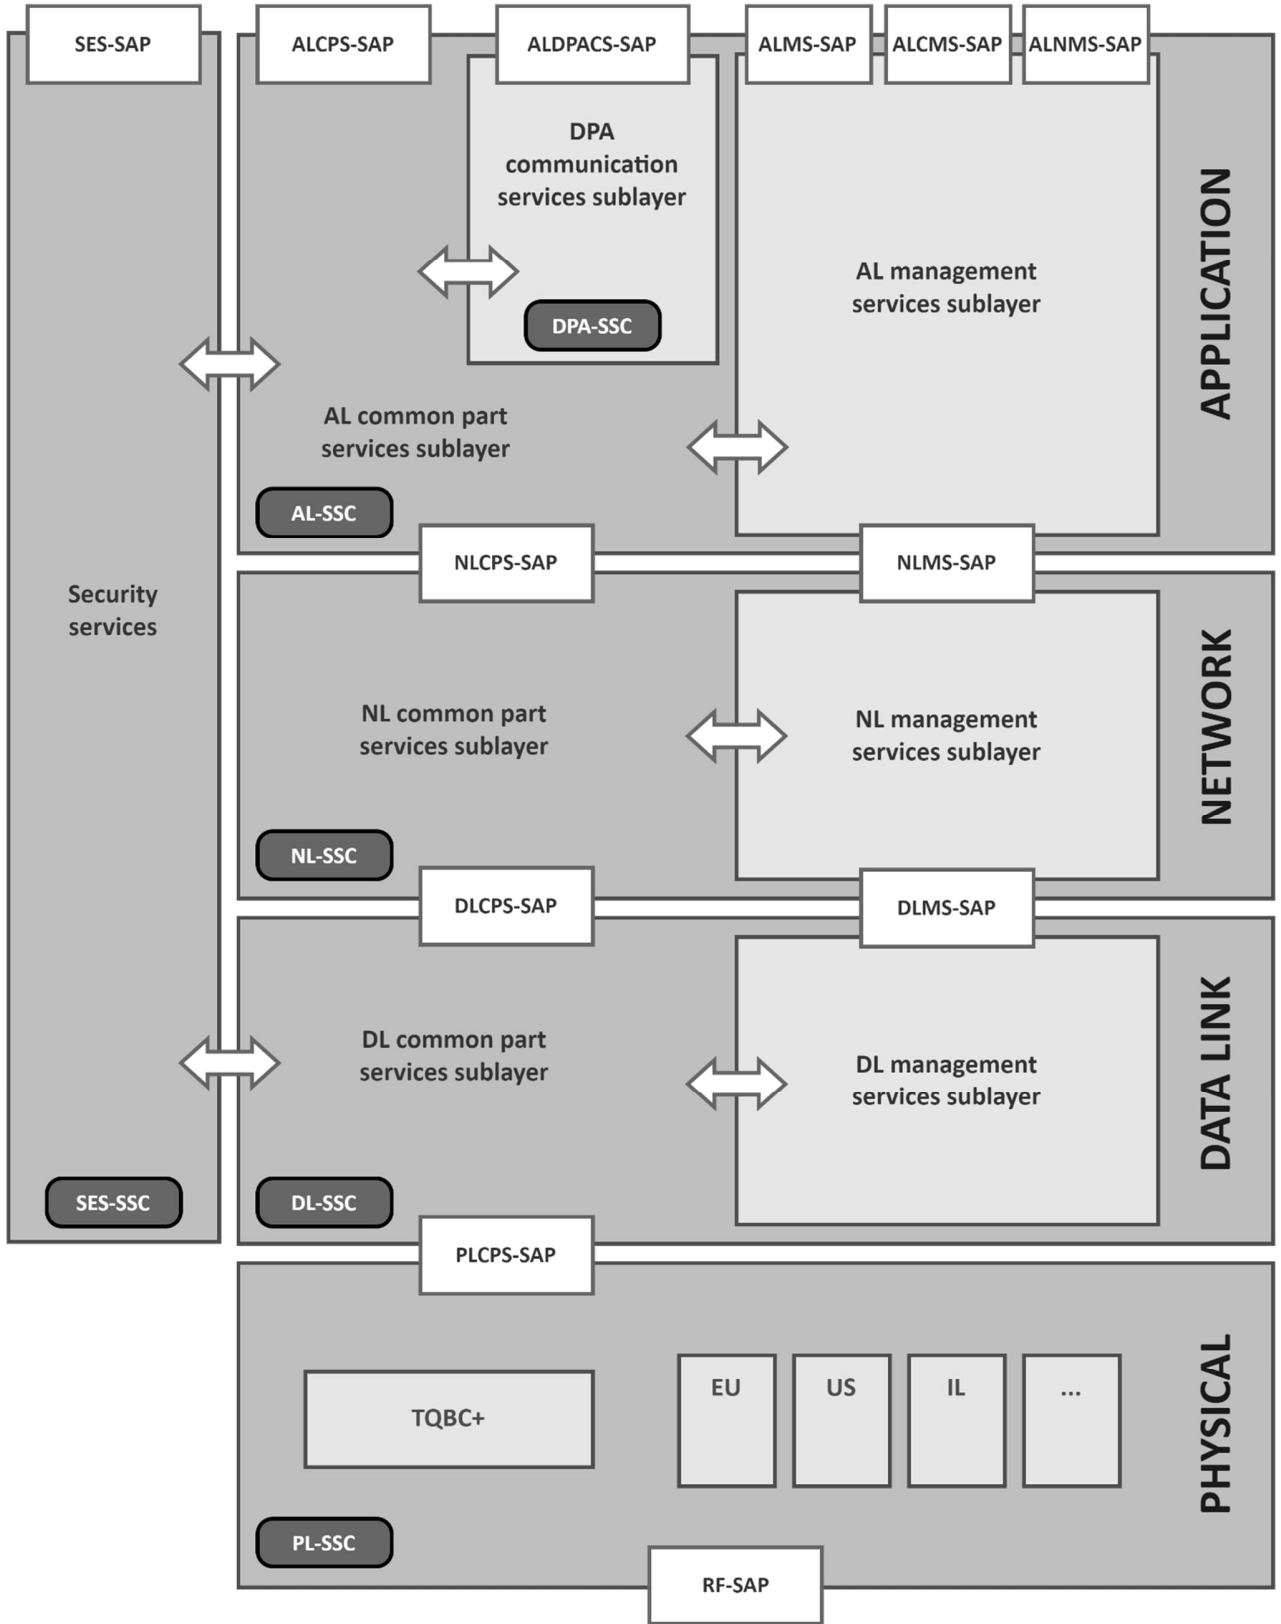 SES-SAP
ALCPS-SAP
ALDPACS-SAP
ALMS-SAP
ALCMS-SAP
ALNMS-SAP
DPA
communication
services sublayer
DPA-SSC
AL management
services sublayer
APPLICATION
AL common part
services sublayer
AL-SSC
NLCPS-SAP
NLMS-SAP
Security
services
NL common part
services sublayer
NL management
services sublayer
NETWORK
NL-SSC
DLCPS-SAP
DLMS-SAP
DL common part
services sublayer
DL management
services sublayer
DATA LINK
SES-SSC
DL-SSC
PLCPS-SAP
TQBC+
EU
US
IL
...
PHYSICAL
PL-SSC
RF-SAP